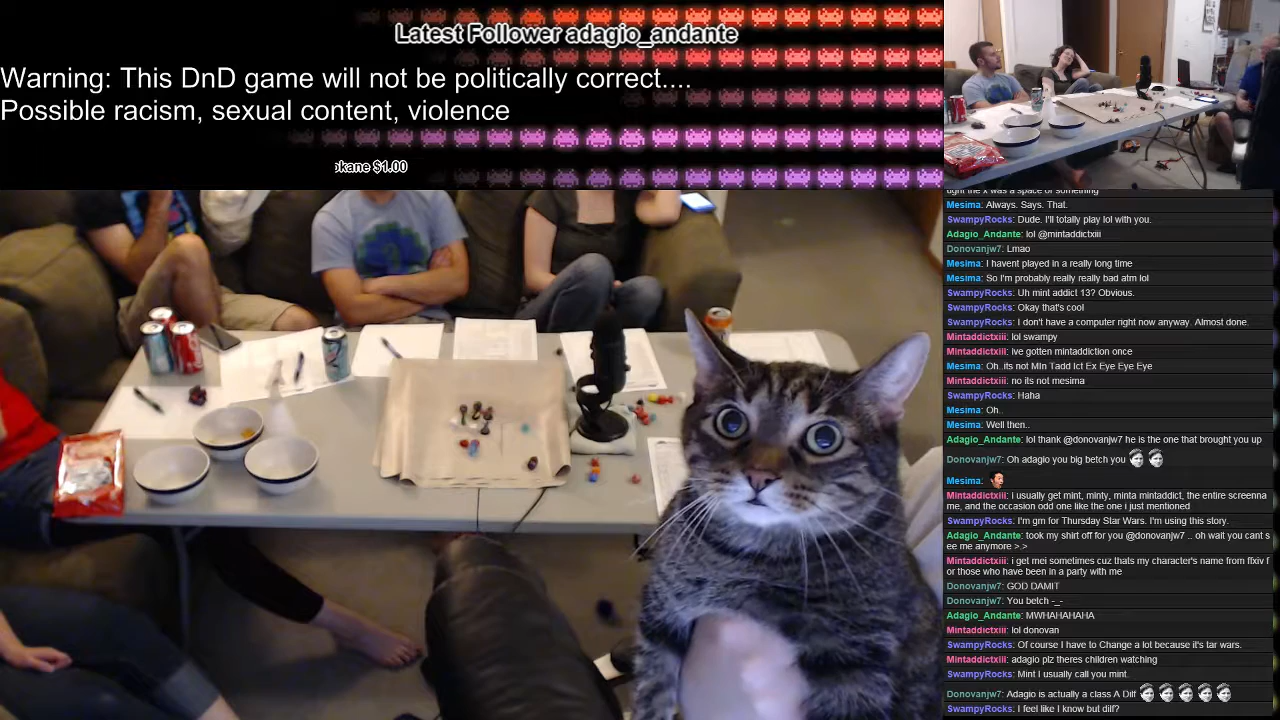 Latest Follower adagio_andante
Warning: This DnD game will not be politically correct....
Possible racism, sexual content, violence
kane $1.00
ught the x was a space or something
Mesima: Always. Says. That.
SwampyRocks: Dude. I'll totally play lol with you.
Adagio_Andante: lol @mintaddictxiii
Donovanjw7: Lmao
Mesima: I havent played in a really long time
Mesima: So I'm probably really really bad atm lol
SwampyRocks: Uh mint addict 13? Obvious.
SwampyRocks: Okay that's cool
SwampyRocks: I don't have a computer right now anyway. Almost done.
Mintaddictxiii: lol swampy
Mintaddictxiii: ive gotten mintaddiction once
Mesima: Oh..its not MIn Tadd Ict Ex Eye Eye Eye
Mintaddictxiii: no its not mesima
SwampyRocks: Haha
Mesima: Oh..
Mesima: Well then..
Adagio_Andante: lol thank @donovanjw7 he is the one that brought you up
Donovanjw7: Oh adagio you big betch you
Mesima:
Mintaddictxiii: i usually get mint, minty, minta mintaddict, the entire screenna
me, and the occasion odd one like the one i just mentioned
SwampyRocks: I'm gm for Thursday Star Wars. I'm using this story.
Adagio_Andante: took my shirt off for you @donovanjw7 .. oh wait you cant s
ee me anymore >.>
Mintaddictxiii: i get mei sometimes cuz thats my character's name from ffxiv f
or those who have been in a party with me
Donovanjw7: GOD DAMIT
Donovanjw7: You betch -_-
Adagio_Andante: MWHAHAHAHA
Mintaddictxiii: lol donovan
SwampyRocks: Of course I have to Change a lot because it's tar wars.
Mintaddictxiii: adagio plz theres children watching
SwampyRocks: Mint I usually call you mint.
Donovanjw7: Adagio is actually a class A Dilf
SwampyRocks: I feel like I know but dilf?